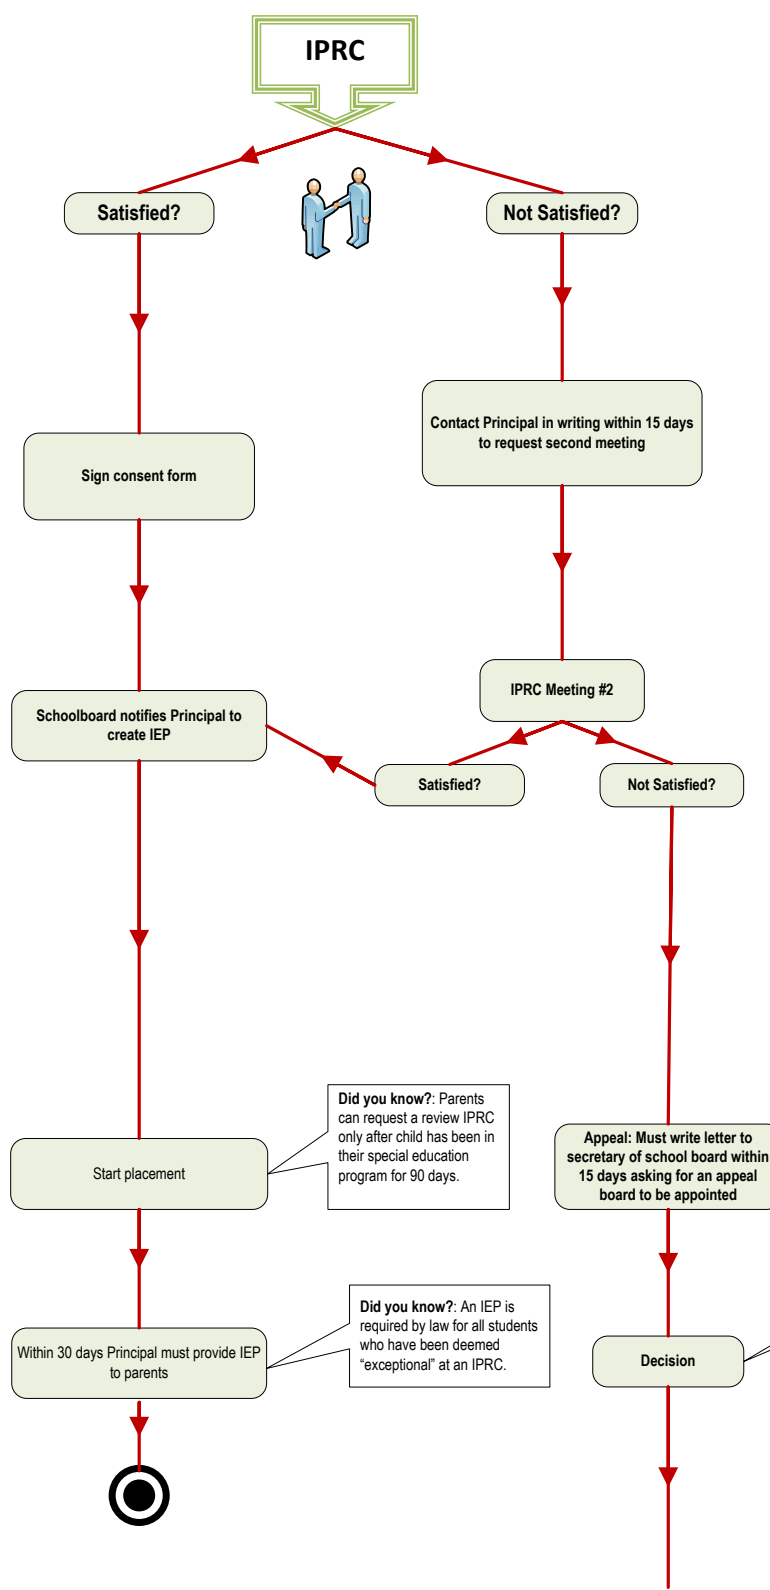 IPRC
Satisfied?
Not Satisfied?
Contact Principal in writing within 15 days
to request second meeting
Sign consent form
IPRC Meeting #2
Schoolboard notifies Principal to
create IEP
Satisfied?
Not Satisfied?
Did you know?: Parents
can request a review IPRC
only after child has been in
their special education
program for 90 days.
Start placement
Appeal: Must write letter to
secretary of school board within
15 days asking for an appeal
board to be appointed
Did you know?: An IEP is
required by law for all students
who have been deemed
“exceptional” at an IPRC.
Within 30 days Principal must provide IEP
to parents
Decision